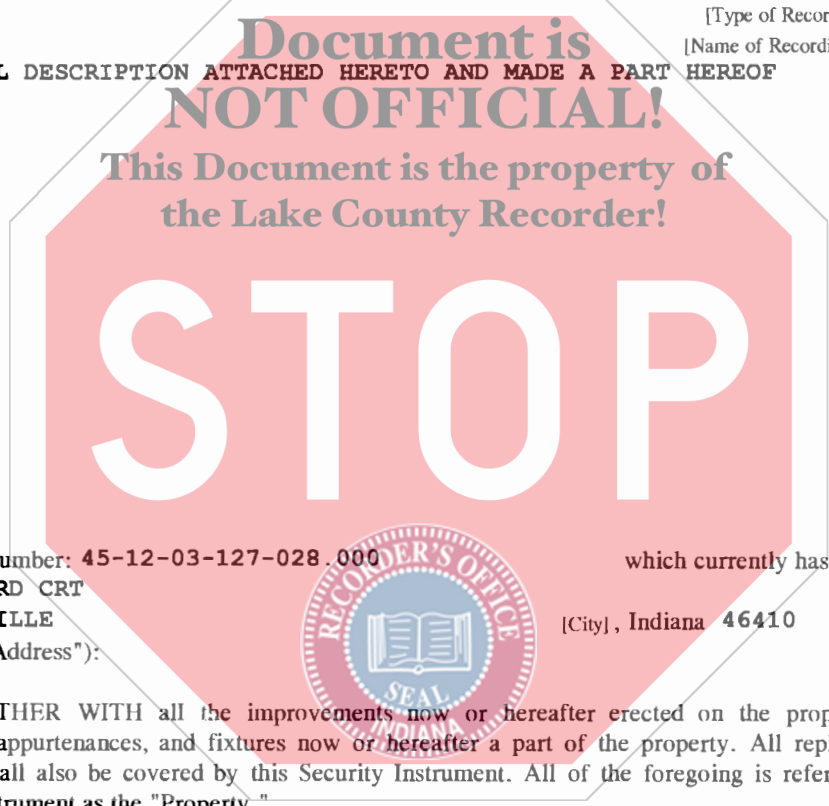 [Type of Recor
Document is
[Name of Recordi
L DESCRIPTION ATTACHED HERETO AND MADE A PART HEREOF
NOT OFFICIAL!
This Document is the property of
the Lake County Recorder!
STOP
umber: 45-12-03-127-028.000 which currently has
RD CRT
ILLE [City], Indiana 46410
Address"):
RECORDER'S OFFICE
SEAL
INDIANA
THER WITH all the improvements now or hereafter erected on the prop
appurtenances, and fixtures now or hereafter a part of the property. All repl
all also be covered by this Security Instrument. All of the foregoing is refer
trument as the "Property."